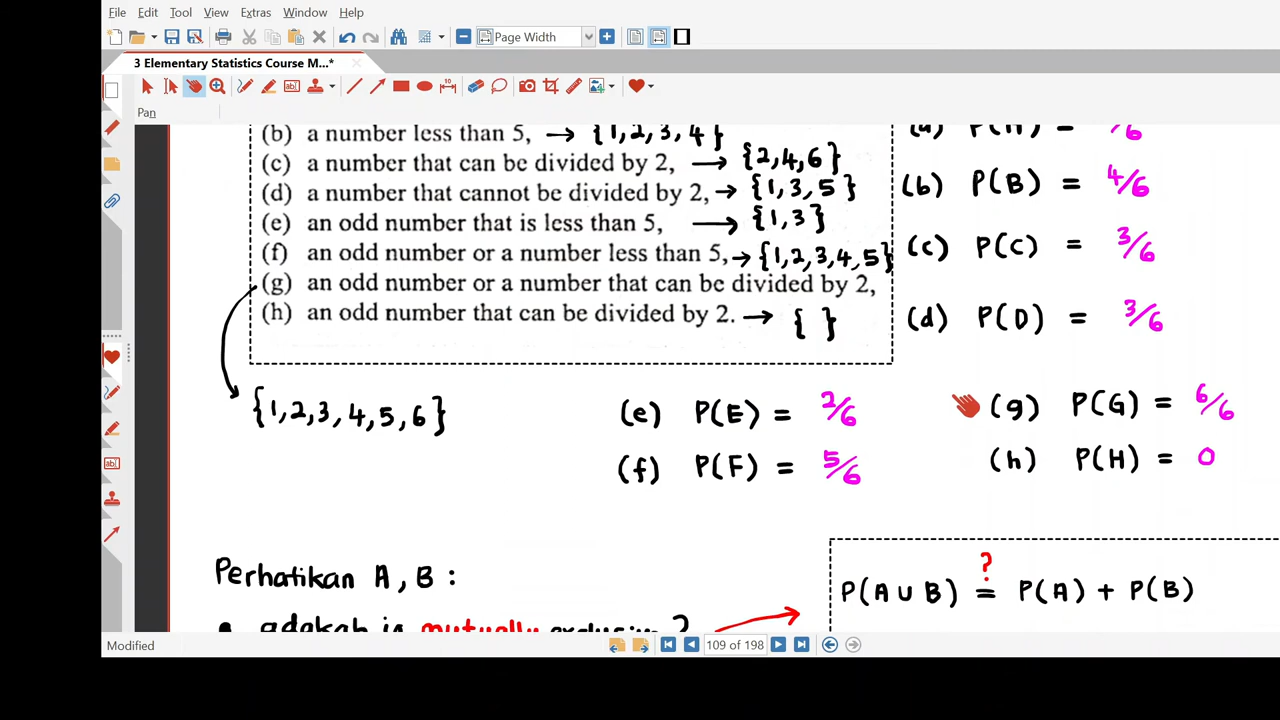 File Edit Tool View Extras Window Help
Page Width
3 Elementary Statistics Course M...*
Pan
(b) a number less than 5, → {1,2,3,4}
(c) a number that can be divided by 2, → {2,4,6}
(d) a number that cannot be divided by 2, → {1,3,5}
(e) an odd number that is less than 5, → {1,3}
(f) an odd number or a number less than 5, → {1,2,3,4,5}
(g) an odd number or a number that can be divided by 2,
(h) an odd number that can be divided by 2. → { }
{1,2,3,4,5,6}
(b) P(B) = 4/6
(c) P(C) = 3/6
(d) P(D) = 3/6
(e) P(E) = 2/6
(f) P(F) = 5/6
(g) P(G) = 6/6
(h) P(H) = 0
Perhatikan A, B :
• adakah ia mutually exclusive ?
?
P(A ∪ B) = P(A) + P(B)
Modified
109 of 198